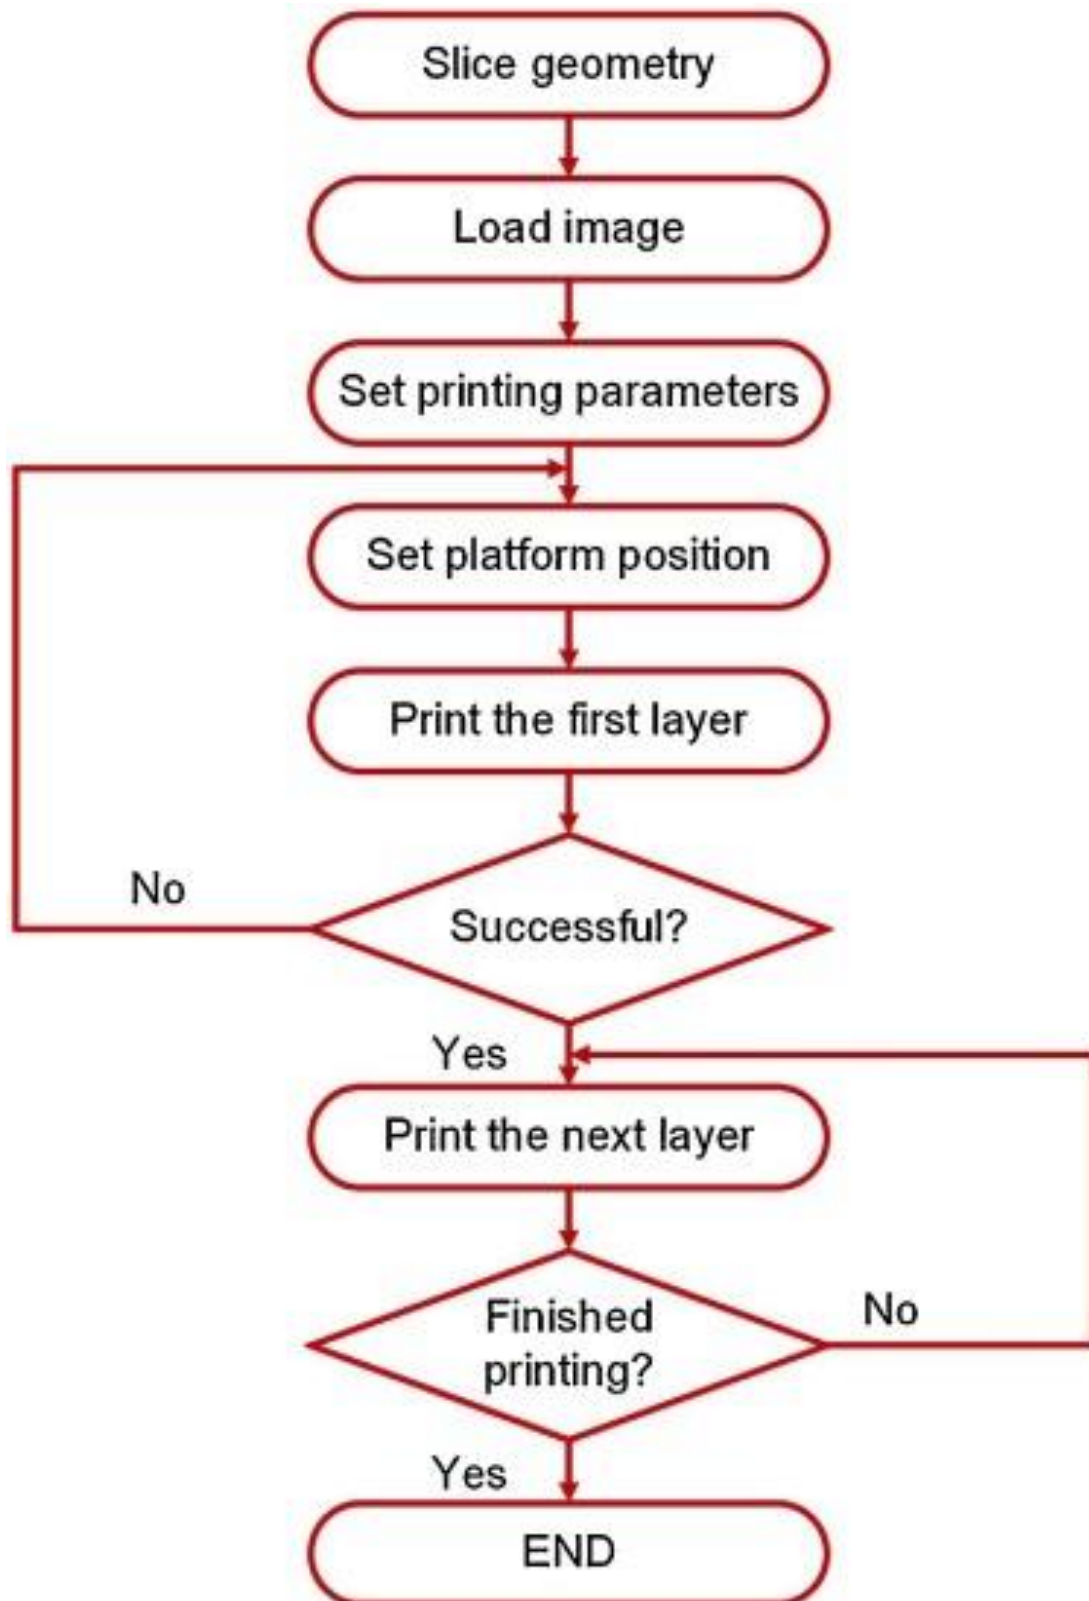 Slice geometry
Load image
Set printing parameters
Set platform position
Print the first layer
No
Successful?
Yes
Print the next layer
Finished
printing?
No
Yes
END